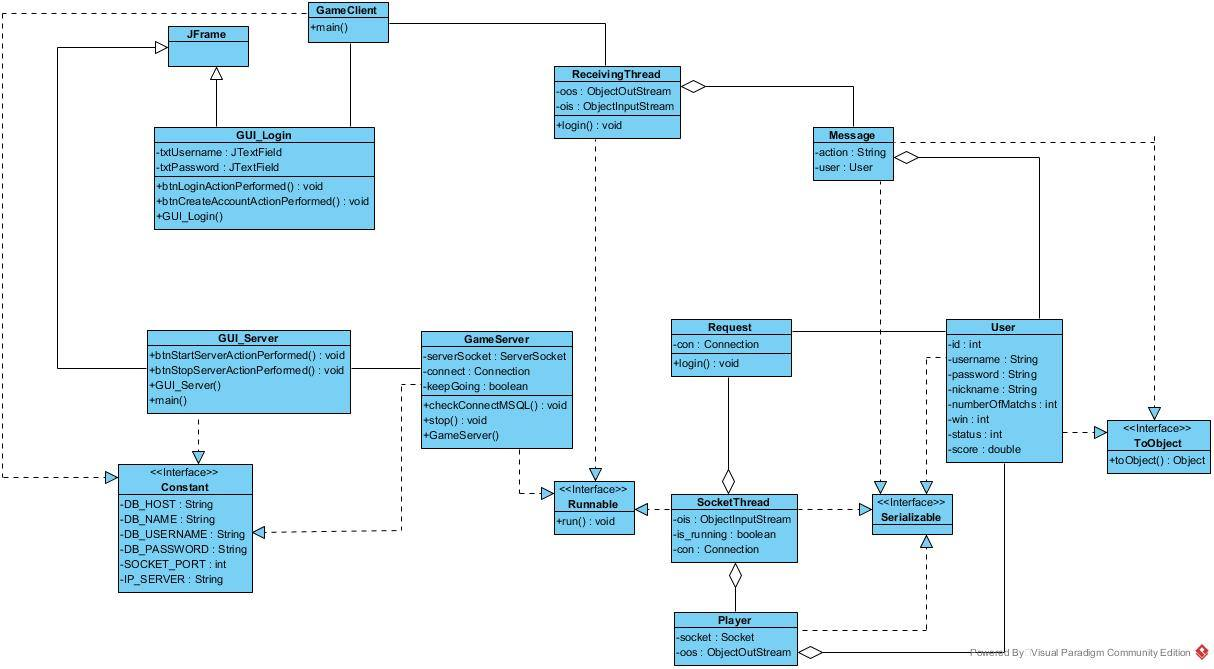 GameClient
+main()
JFrame
ReceivingThread
-oos : ObjectOutStream
-ois : ObjectInputStream
+login() : void
GUI_Login
-txtUsername : JTextField
-txtPassword : JTextField
+btnLoginActionPerformed() : void
+btnCreateAccountActionPerformed() : void
+GUI_Login()
Message
-action : String
-user : User
GUI_Server
+btnStartServerActionPerformed() : void
+btnStopServerActionPerformed() : void
+GUI_Server()
+main()
GameServer
-serverSocket : ServerSocket
-connect : Connection
-keepGoing : boolean
+checkConnectMSQL() : void
+stop() : void
+GameServer()
Request
-con : Connection
+login() : void
User
-id : int
-username : String
-password : String
-nickname : String
-numberOfMatchs : int
-win : int
-status : int
-score : double
<<Interface>>
ToObject
+toObject() : Object
<<Interface>>
Constant
-DB_HOST : String
-DB_NAME : String
-DB_USERNAME : String
-DB_PASSWORD : String
-SOCKET_PORT : int
-IP_SERVER : String
<<Interface>>
Runnable
+run() : void
SocketThread
-ois : ObjectInputStream
-is_running : boolean
-con : Connection
<<Interface>>
Serializable
Player
-socket : Socket
-oos : ObjectOutStream
Powered By Visual Paradigm Community Edition